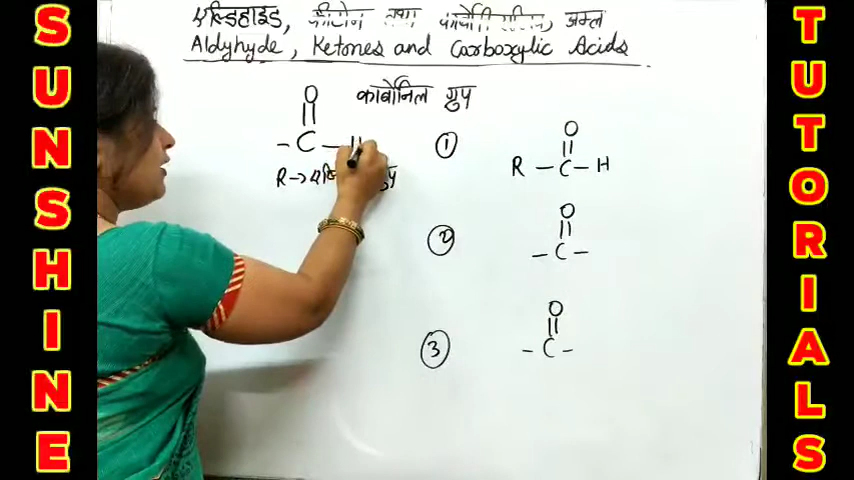 SUNSHINE
TUTORIALS
एल्डिहाइड, कीटोन तथा कार्बोक्सिलिक अम्ल
Aldyhyde, Ketones and Carboxylic Acids
कार्बोनिल ग्रुप
O
||
- C —
R →
① O
||
R — C — H
② O
||
— C —
③ O
||
- C -